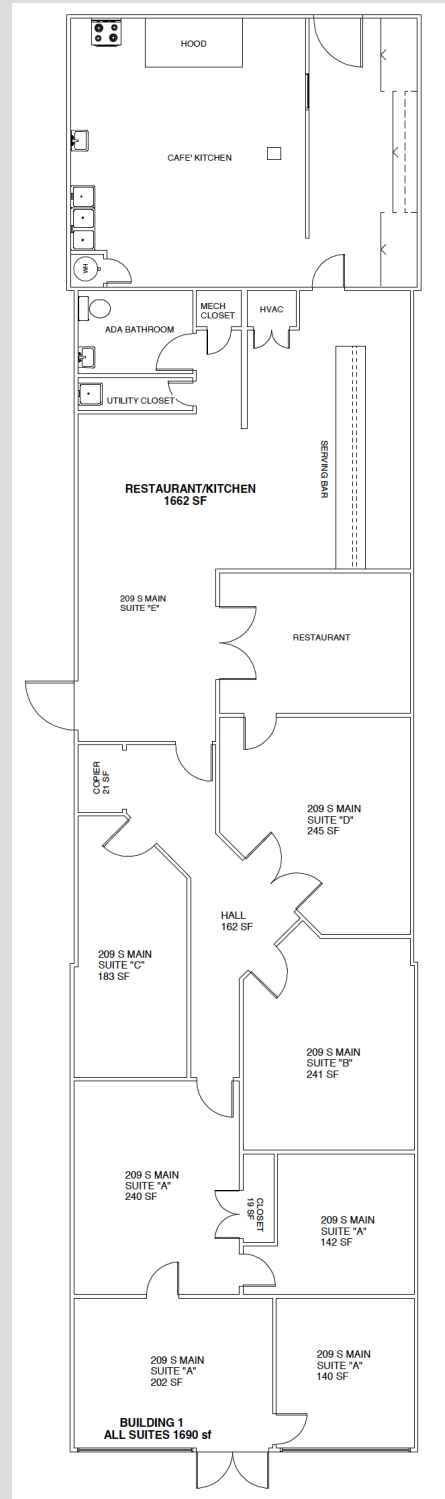 HOOD
CAFE' KITCHEN
WH
MECH
CLOSET
HVAC
ADA BATHROOM
UTILITY CLOSET
RESTAURANT/KITCHEN
1662 SF
SERVING BAR
209 S MAIN
SUITE "E"
RESTAURANT
COPIER
21 SF
209 S MAIN
SUITE "D"
245 SF
HALL
162 SF
209 S MAIN
SUITE "C"
183 SF
209 S MAIN
SUITE "B"
241 SF
209 S MAIN
SUITE "A"
240 SF
CLOSET
19 SF
209 S MAIN
SUITE "A"
142 SF
209 S MAIN
SUITE "A"
202 SF
209 S MAIN
SUITE "A"
140 SF
BUILDING 1
ALL SUITES 1690 sf